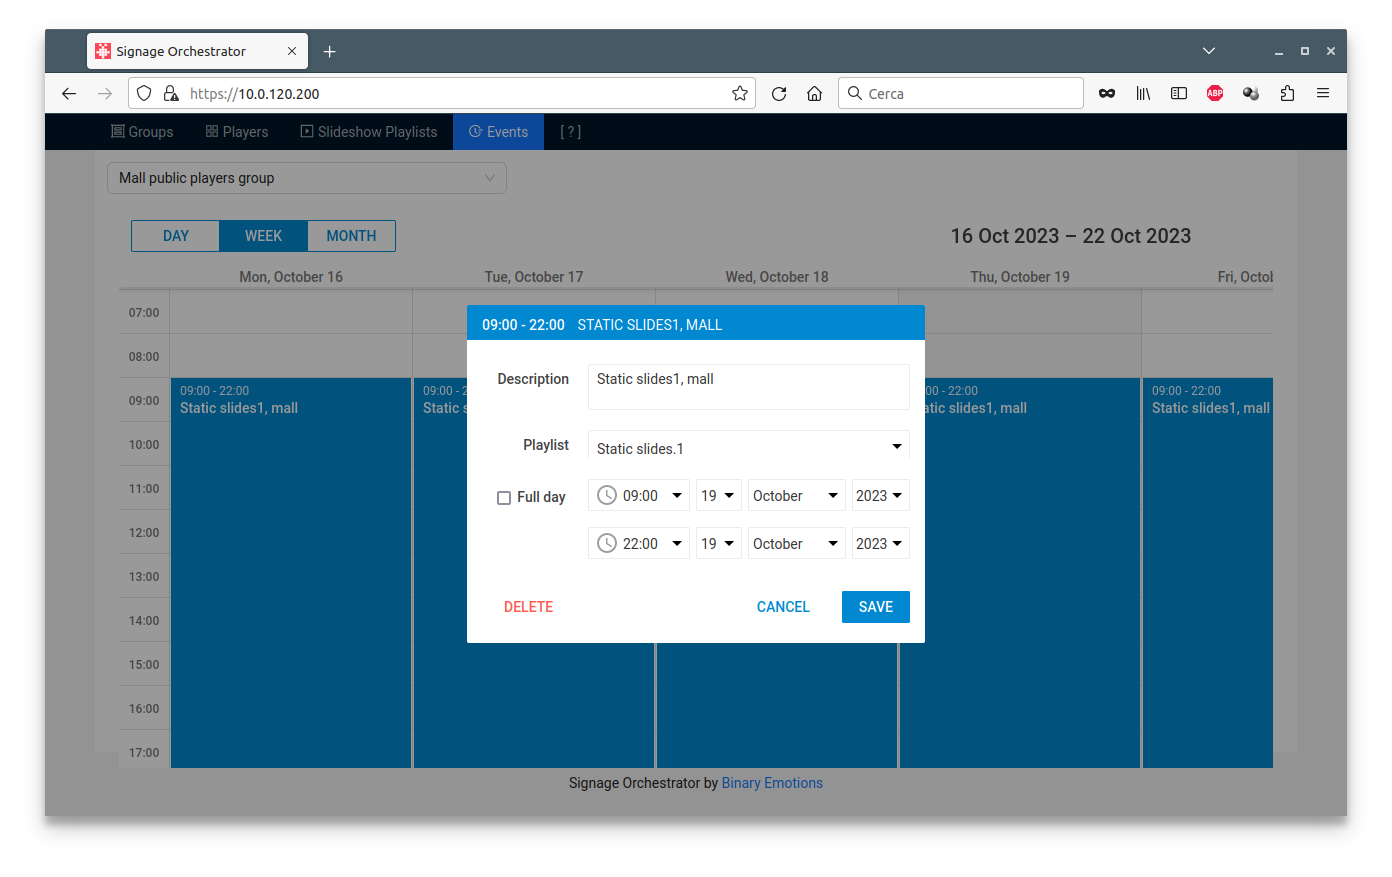 Signage Orchestrator
https://10.0.120.200
Cerca
ABP
Groups Players Slideshow Playlists Events [ ? ]
Mall public players group
DAY WEEK MONTH
16 Oct 2023 – 22 Oct 2023
Mon, October 16 Tue, October 17 Wed, October 18 Thu, October 19 Fri, Octob
07:00
08:00
09:00
10:00
11:00
12:00
13:00
14:00
15:00
16:00
17:00
09:00 - 22:00
Static slides1, mall
09:00 - 2
Static s
:00 - 22:00
atic slides1, mall
09:00 - 22:00
Static slides1, mall
09:00 - 22:00 STATIC SLIDES1, MALL
Description Static slides1, mall
Playlist Static slides.1
Full day 09:00 19 October 2023
22:00 19 October 2023
DELETE CANCEL SAVE
Signage Orchestrator by Binary Emotions